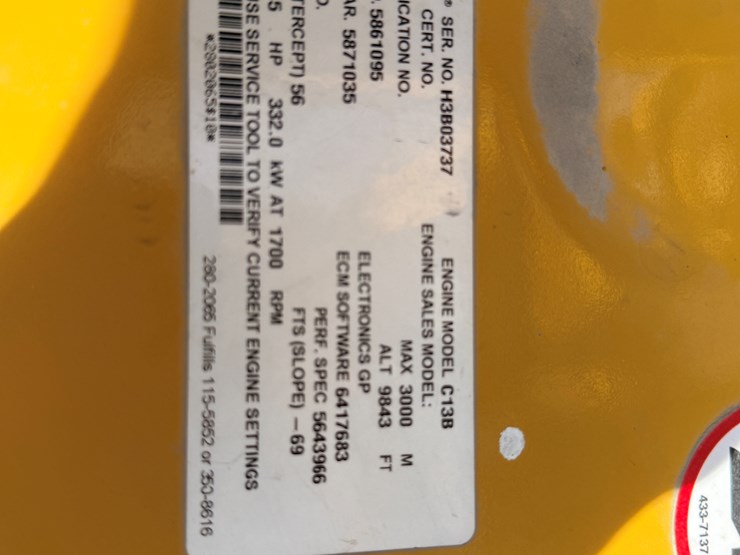 ® SER. NO. H3B03737 ENGINE MODEL C13B
CERT. NO. ENGINE SALES MODEL:
ICATION NO. MAX 3000 M
5861095 ALT 9843 FT
AR. 5871035 ELECTRONICS GP
O. ECM SOFTWARE 6417683
PERF. SPEC 5643966
TERCEPT) 56 FTS (SLOPE) -69
5 HP 332.0 kW AT 1700 RPM
USE SERVICE TOOL TO VERIFY CURRENT ENGINE SETTINGS
*2802065$10* 280-2065 Fulfills 115-5852 or 350-8616
433-7137